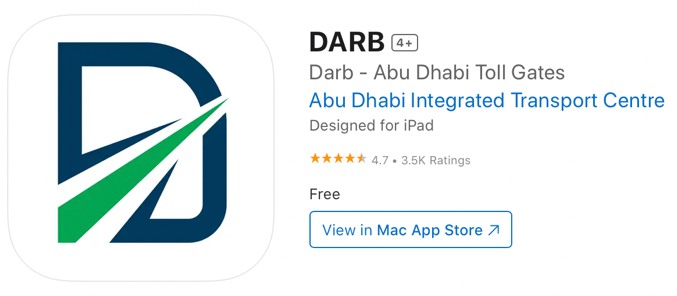 DARB 4+
Darb - Abu Dhabi Toll Gates
Abu Dhabi Integrated Transport Centre
Designed for iPad
★★★★★ 4.7 • 3.5K Ratings
Free
View in Mac App Store ↗